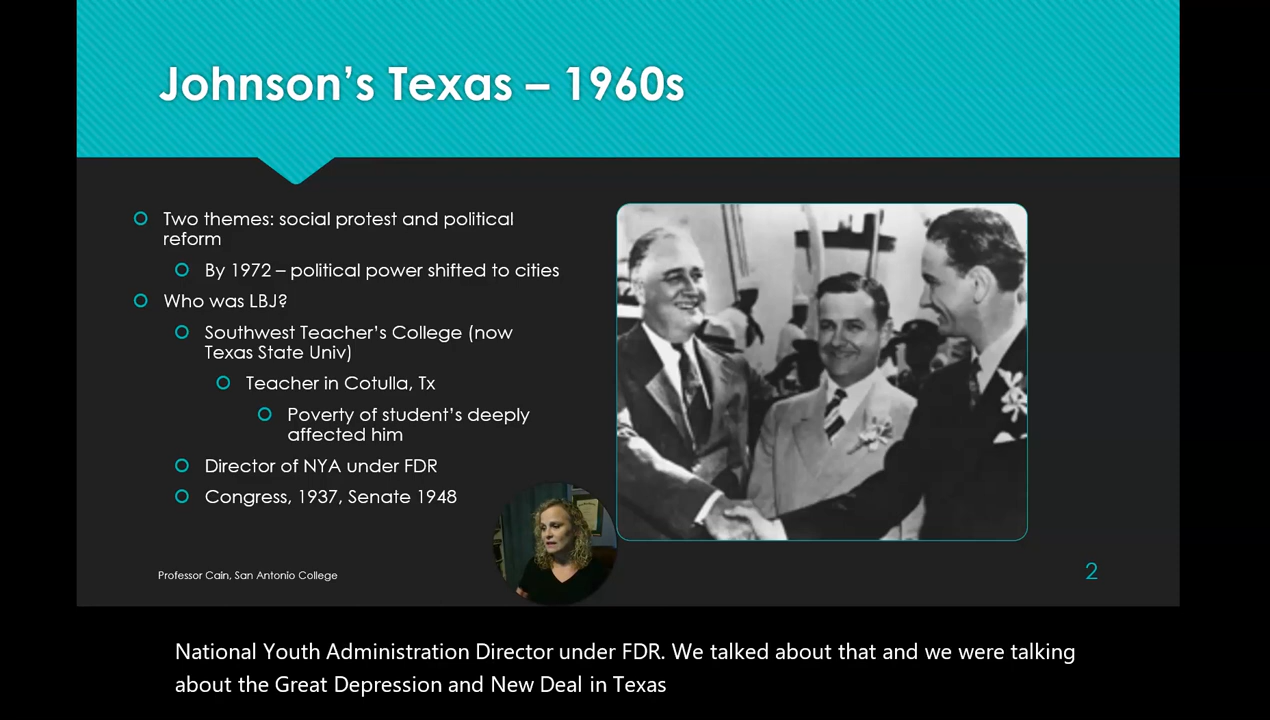 Johnson's Texas – 1960s
Two themes: social protest and political
reform
By 1972 – political power shifted to cities
Who was LBJ?
Southwest Teacher's College (now
Texas State Univ)
Teacher in Cotulla, Tx
Poverty of student's deeply
affected him
Director of NYA under FDR
Congress, 1937, Senate 1948
Professor Cain, San Antonio College
2
National Youth Administration Director under FDR. We talked about that and we were talking
about the Great Depression and New Deal in Texas